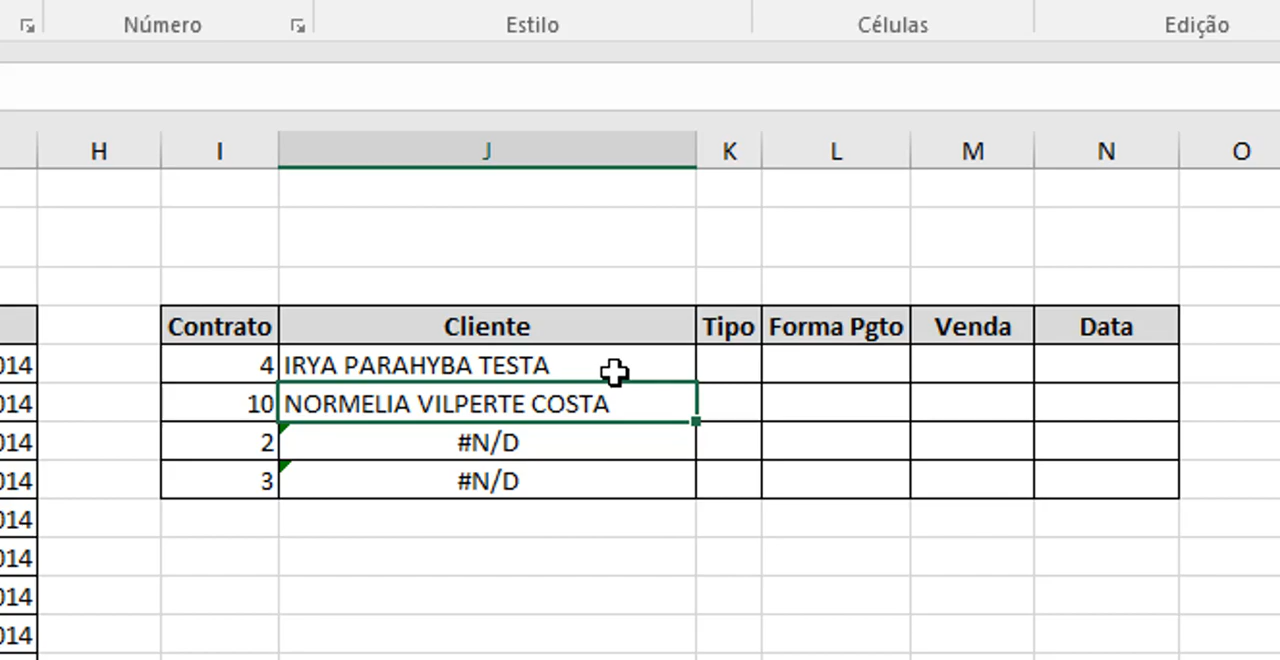 Número Estilo Células Edição
H I J K L M N O
Contrato Cliente Tipo Forma Pgto Venda Data
014 4 IRYA PARAHYBA TESTA
014 10 NORMELIA VILPERTE COSTA
014 2 #N/D
014 3 #N/D
014
014
014
014